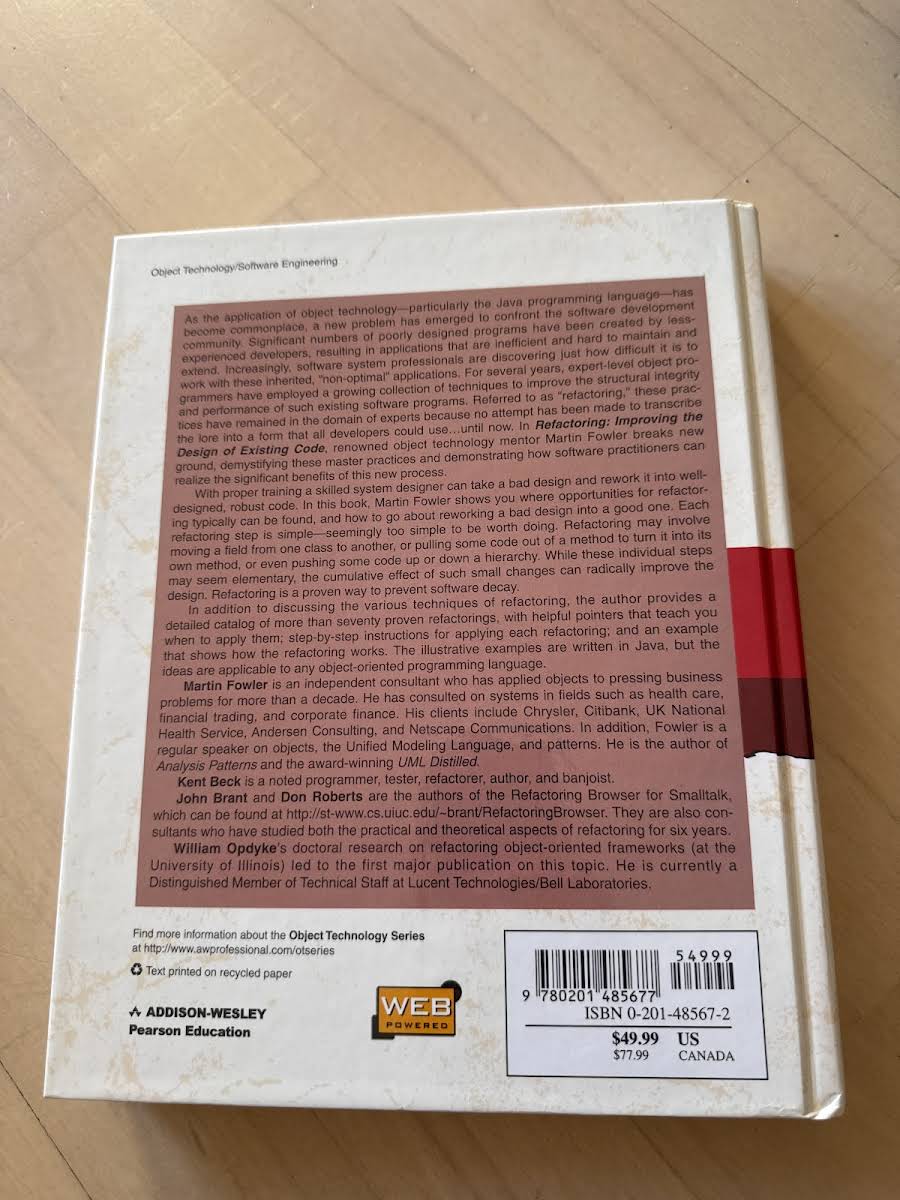 Object Technology/Software Engineering
As the application of object technology—particularly the Java programming language—has
become commonplace, a new problem has emerged to confront the software development
community. Significant numbers of poorly designed programs have been created by less-
experienced developers, resulting in applications that are inefficient and hard to maintain and
extend. Increasingly, software system professionals are discovering just how difficult it is to
work with these inherited, "non-optimal" applications. For several years, expert-level object pro-
grammers have employed a growing collection of techniques to improve the structural integrity
and performance of such existing software programs. Referred to as "refactoring," these prac-
tices have remained in the domain of experts because no attempt has been made to transcribe
the lore into a form that all developers could use...until now. In Refactoring: Improving the
Design of Existing Code, renowned object technology mentor Martin Fowler breaks new
ground, demystifying these master practices and demonstrating how software practitioners can
realize the significant benefits of this new process.
With proper training a skilled system designer can take a bad design and rework it into well-
designed, robust code. In this book, Martin Fowler shows you where opportunities for refactor-
ing typically can be found, and how to go about reworking a bad design into a good one. Each
refactoring step is simple—seemingly too simple to be worth doing. Refactoring may involve
moving a field from one class to another, or pulling some code out of a method to turn it into its
own method, or even pushing some code up or down a hierarchy. While these individual steps
may seem elementary, the cumulative effect of such small changes can radically improve the
design. Refactoring is a proven way to prevent software decay.
In addition to discussing the various techniques of refactoring, the author provides a
detailed catalog of more than seventy proven refactorings, with helpful pointers that teach you
when to apply them; step-by-step instructions for applying each refactoring; and an example
that shows how the refactoring works. The illustrative examples are written in Java, but the
ideas are applicable to any object-oriented programming language.
Martin Fowler is an independent consultant who has applied objects to pressing business
problems for more than a decade. He has consulted on systems in fields such as health care,
financial trading, and corporate finance. His clients include Chrysler, Citibank, UK National
Health Service, Andersen Consulting, and Netscape Communications. In addition, Fowler is a
regular speaker on objects, the Unified Modeling Language, and patterns. He is the author of
Analysis Patterns and the award-winning UML Distilled.
Kent Beck is a noted programmer, tester, refactorer, author, and banjoist.
John Brant and Don Roberts are the authors of the Refactoring Browser for Smalltalk,
which can be found at http://st-www.cs.uiuc.edu/~brant/RefactoringBrowser. They are also con-
sultants who have studied both the practical and theoretical aspects of refactoring for six years.
William Opdyke's doctoral research on refactoring object-oriented frameworks (at the
University of Illinois) led to the first major publication on this topic. He is currently a
Distinguished Member of Technical Staff at Lucent Technologies/Bell Laboratories.
Find more information about the Object Technology Series
at http://www.awprofessional.com/otseries
Text printed on recycled paper
ADDISON-WESLEY
Pearson Education
WEB
POWERED
54999
9 780201 485677
ISBN 0-201-48567-2
$49.99 US
$77.99 CANADA